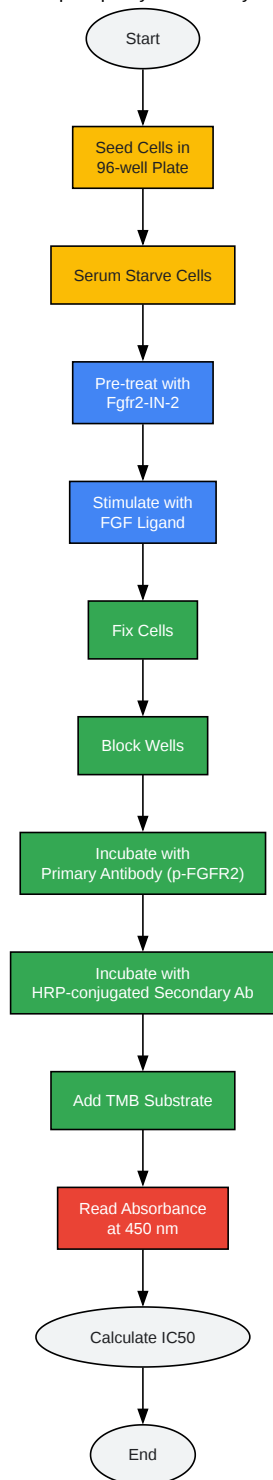 Start
Seed Cells in
96-well Plate
Serum Starve Cells
Pre-treat with
Fgfr2-IN-2
Stimulate with
FGF Ligand
Fix Cells
Block Wells
Incubate with
Primary Antibody (p-FGFR2)
Incubate with
HRP-conjugated Secondary Ab
Add TMB Substrate
Read Absorbance
at 450 nm
Calculate IC50
End